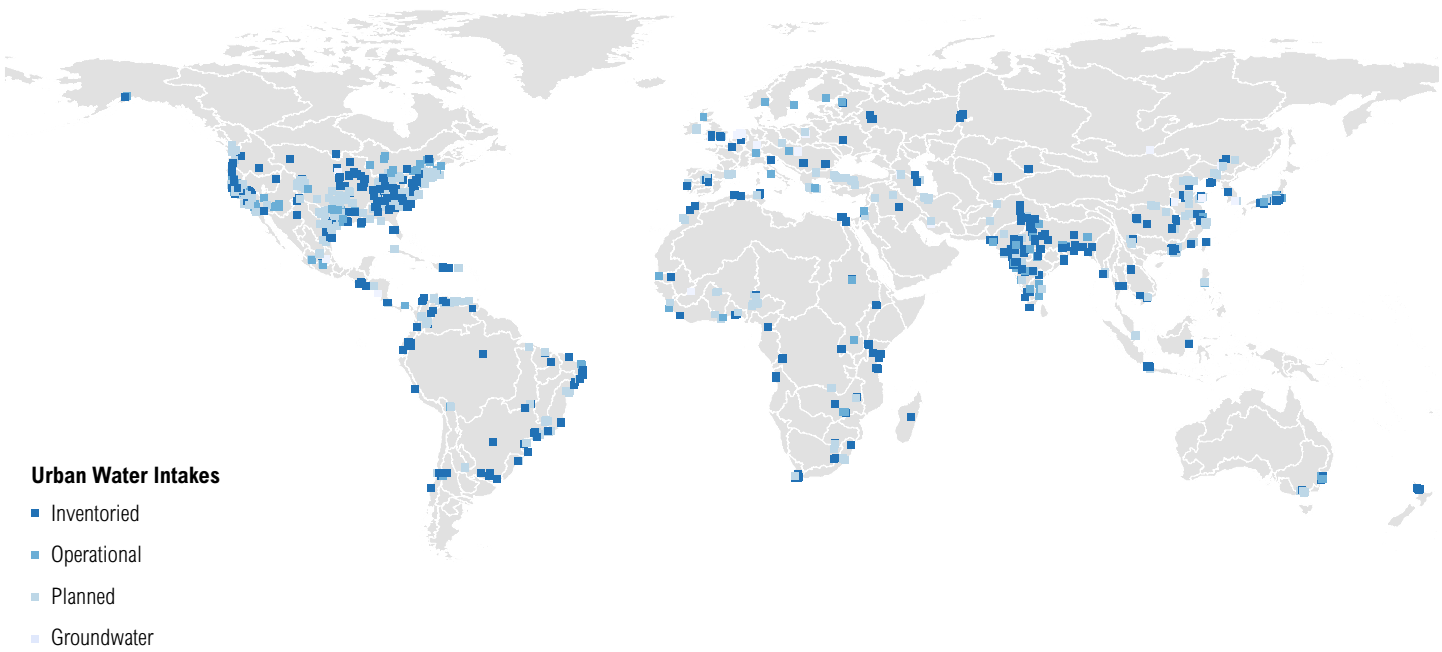 Urban Water Intakes
Inventoried
Operational
Planned
Groundwater